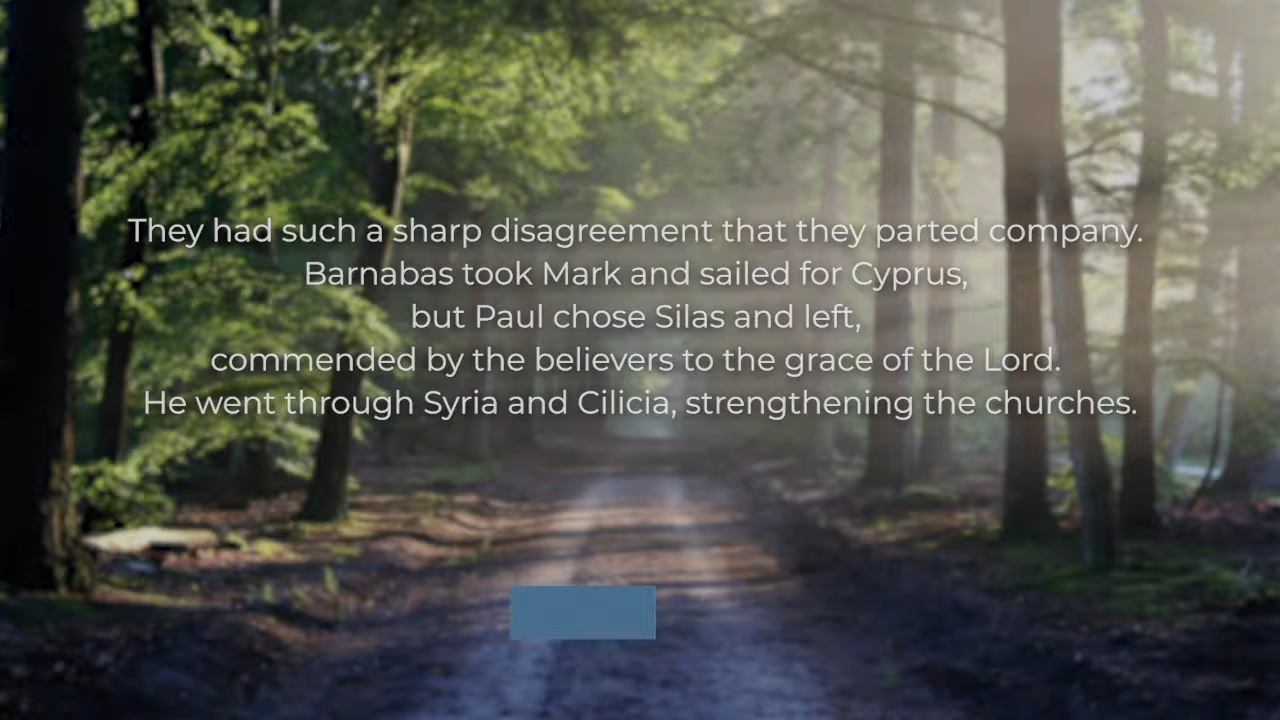 They had such a sharp disagreement that they parted company.
Barnabas took Mark and sailed for Cyprus,
but Paul chose Silas and left,
commended by the believers to the grace of the Lord.
He went through Syria and Cilicia, strengthening the churches.